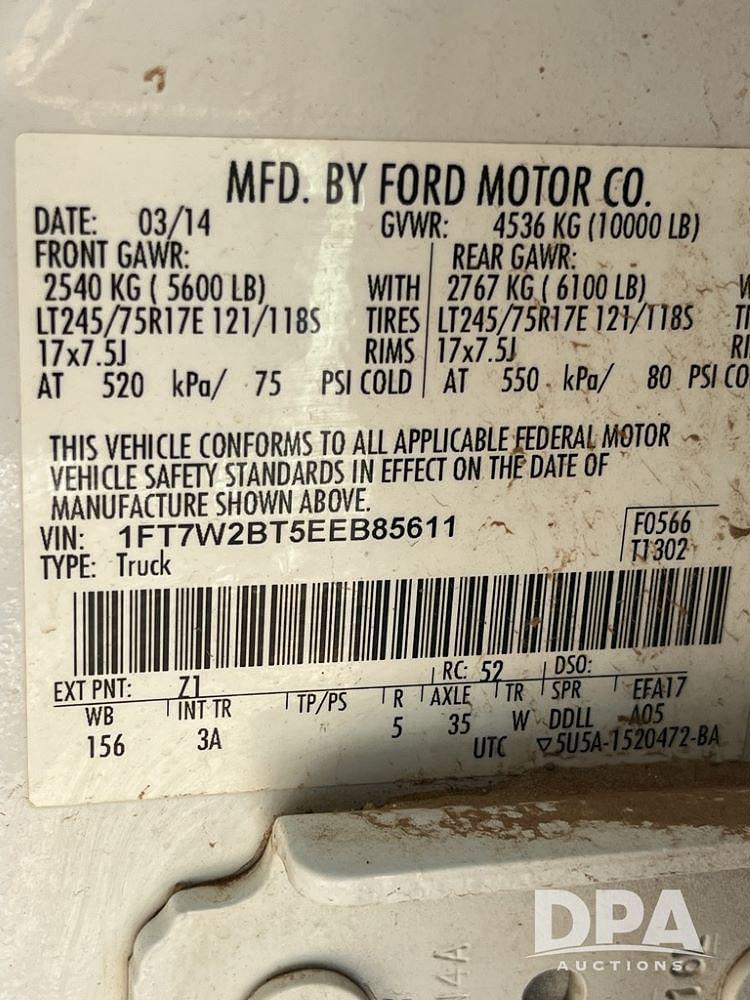 MFD. BY FORD MOTOR CO.
DATE: 03/14 GVWR: 4536 KG (10000 LB)
FRONT GAWR: REAR GAWR:
2540 KG ( 5600 LB) WITH 2767 KG ( 6100 LB)
LT245/75R17E 121/118S TIRES LT245/75R17E 121/118S
17x7.5J RIMS 17x7.5J
AT 520 kPa/ 75 PSI COLD AT 550 kPa/ 80 PSI CO
THIS VEHICLE CONFORMS TO ALL APPLICABLE FEDERAL MOTOR
VEHICLE SAFETY STANDARDS IN EFFECT ON THE DATE OF
MANUFACTURE SHOWN ABOVE.
VIN: 1FT7W2BT5EEB85611 F0566
TYPE: Truck T1302
EXT PNT: Z1 RC: 52 DSO:
WB INT TR TP/PS R AXLE TR SPR EFA17
156 3A 5 35 W DDLL A05
UTC ▽5U5A-1520472-BA
14A
DPA
AUCTIONS